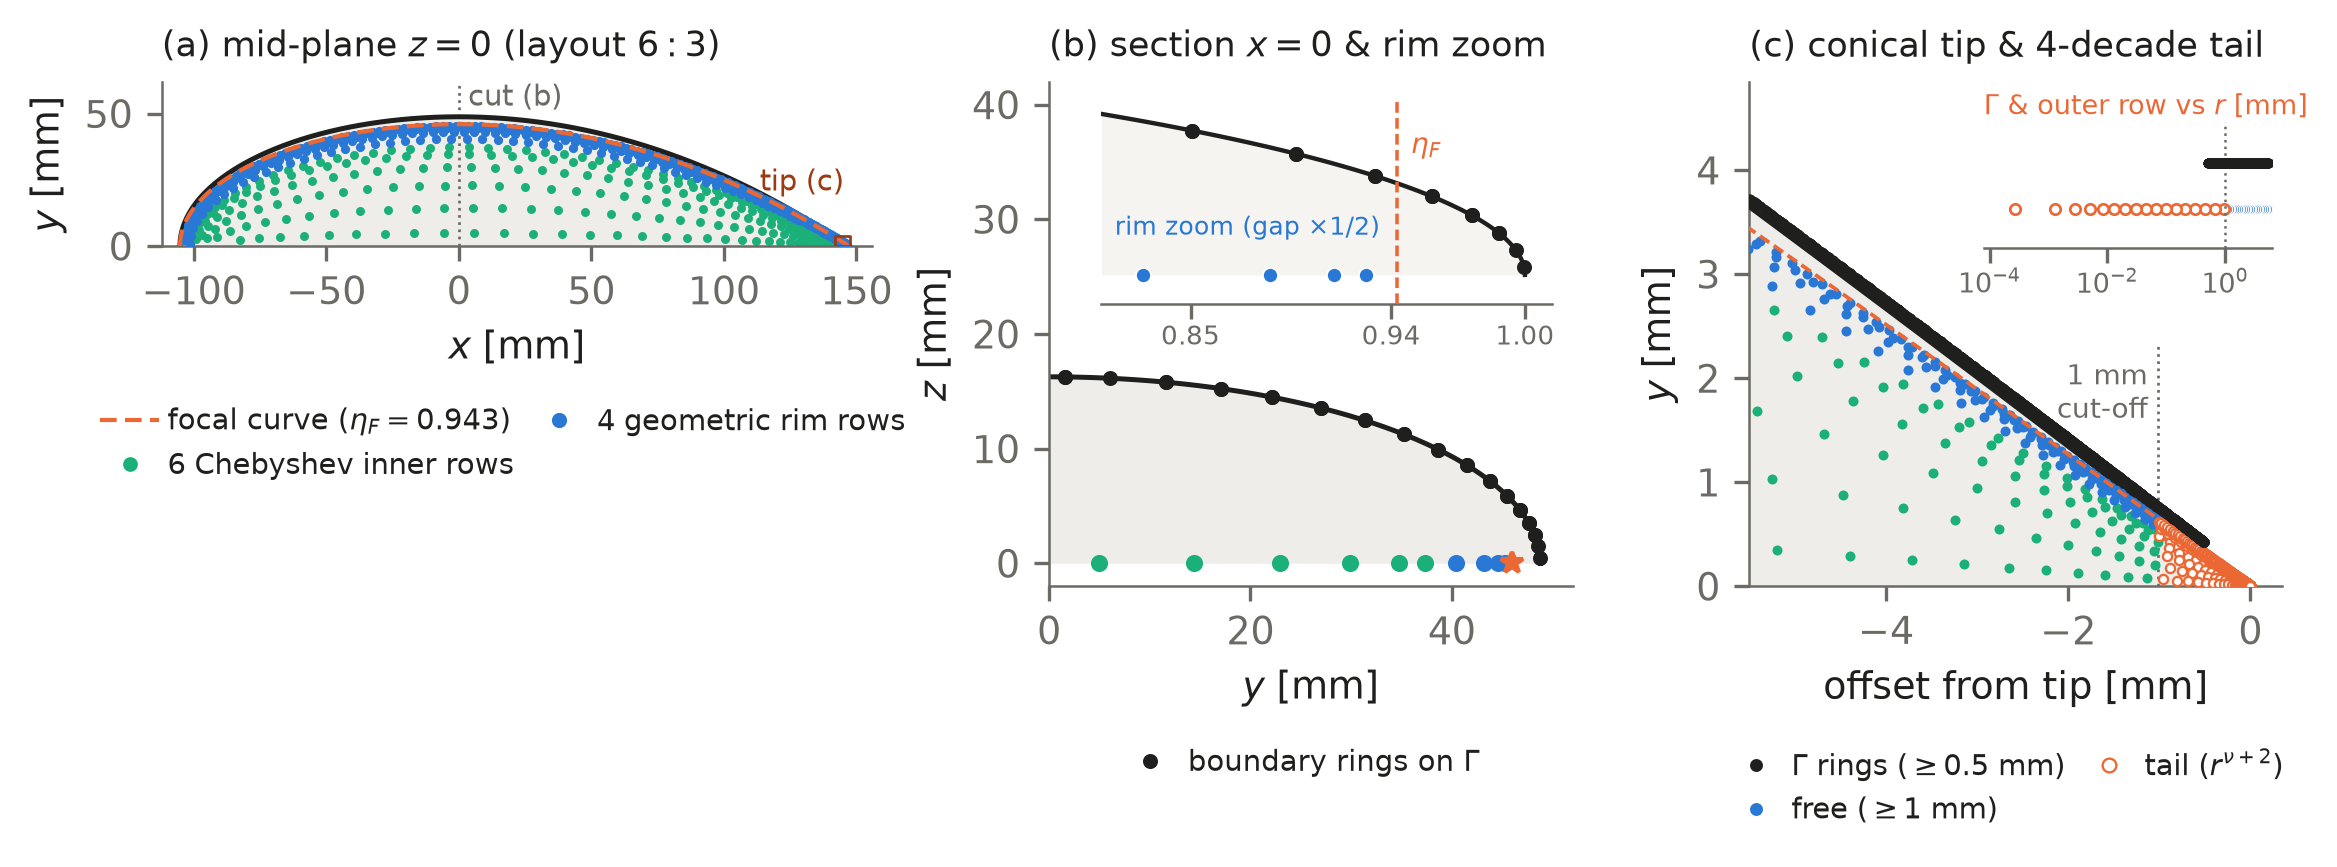 (a) mid-plane z = 0 (layout 6 : 3)
y [mm]
50
0
cut (b)
tip (c)
−100
−50
0
50
100
150
x [mm]
focal curve (ηF = 0.943)
4 geometric rim rows
6 Chebyshev inner rows
(b) section x = 0 & rim zoom
z [mm]
40
30
20
10
0
ηF
rim zoom (gap ×1/2)
0.85
0.94
1.00
0
20
40
y [mm]
boundary rings on Γ
(c) conical tip & 4-decade tail
y [mm]
4
3
2
1
0
Γ & outer row vs r [mm]
10⁻⁴
10⁻²
10⁰
1 mm
cut-off
−4
−2
0
offset from tip [mm]
Γ rings ( ≥ 0.5 mm)
tail (r^{ν + 2})
free ( ≥ 1 mm)